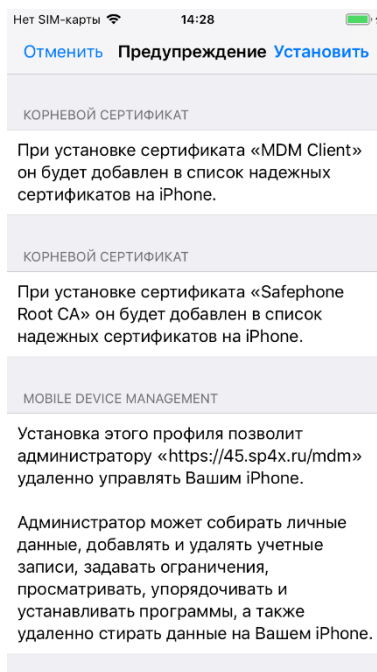 Нет SIM-карты 14:28
Отменить Предупреждение Установить
КОРНЕВОЙ СЕРТИФИКАТ
При установке сертификата «MDM Client»
он будет добавлен в список надежных
сертификатов на iPhone.
КОРНЕВОЙ СЕРТИФИКАТ
При установке сертификата «Safephone
Root CA» он будет добавлен в список
надежных сертификатов на iPhone.
MOBILE DEVICE MANAGEMENT
Установка этого профиля позволит
администратору «https://45.sp4x.ru/mdm»
удаленно управлять Вашим iPhone.
Администратор может собирать личные
данные, добавлять и удалять учетные
записи, задавать ограничения,
просматривать, упорядочивать и
устанавливать программы, а также
удаленно стирать данные на Вашем iPhone.